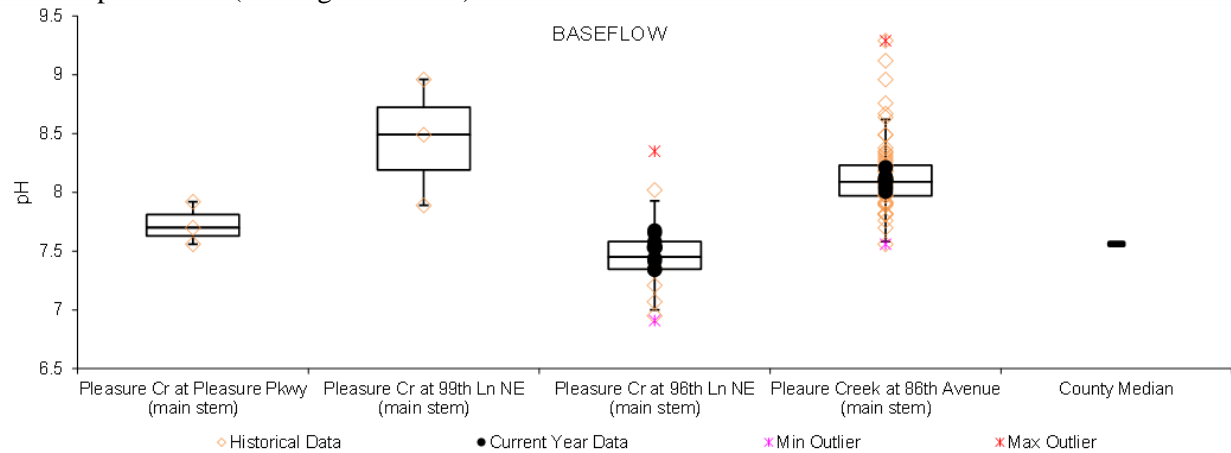 BASEFLOW
9.5
9
8.5
8
7.5
7
6.5
pH
Pleasure Cr at Pleasure Pkwy (main stem)
Pleasure Cr at 99th Ln NE (main stem)
Pleasure Cr at 96th Ln NE (main stem)
Pleaure Creek at 86th Avenue (main stem)
County Median
Historical Data
Current Year Data
Min Outlier
Max Outlier